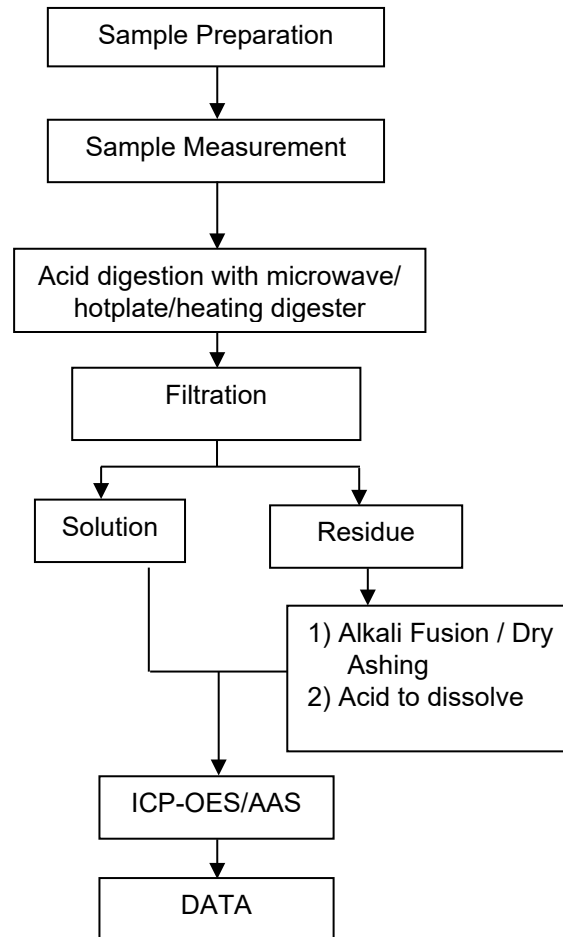 Sample Preparation
Sample Measurement
Acid digestion with microwave/
hotplate/heating digester
Filtration
Solution
Residue
1) Alkali Fusion / Dry
Ashing
2) Acid to dissolve
ICP-OES/AAS
DATA